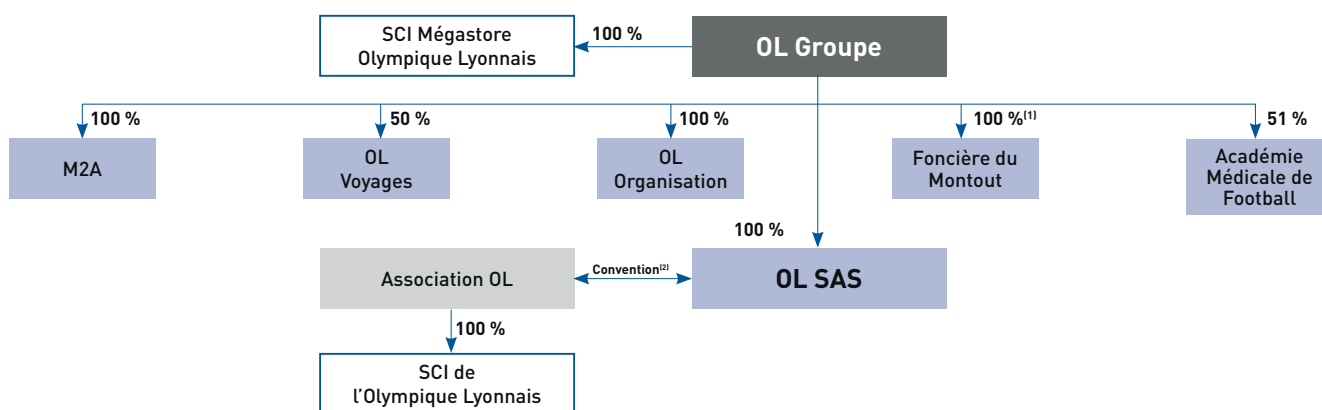 SCI Mégastore
Olympique Lyonnais
100 %
OL Groupe
100 %
50 %
100 %
100 %(1)
51 %
M2A
OL
Voyages
OL
Organisation
Foncière du
Montout
Académie
Médicale de
Football
100 %
Association OL
Convention(2)
OL SAS
100 %
SCI de
l'Olympique Lyonnais